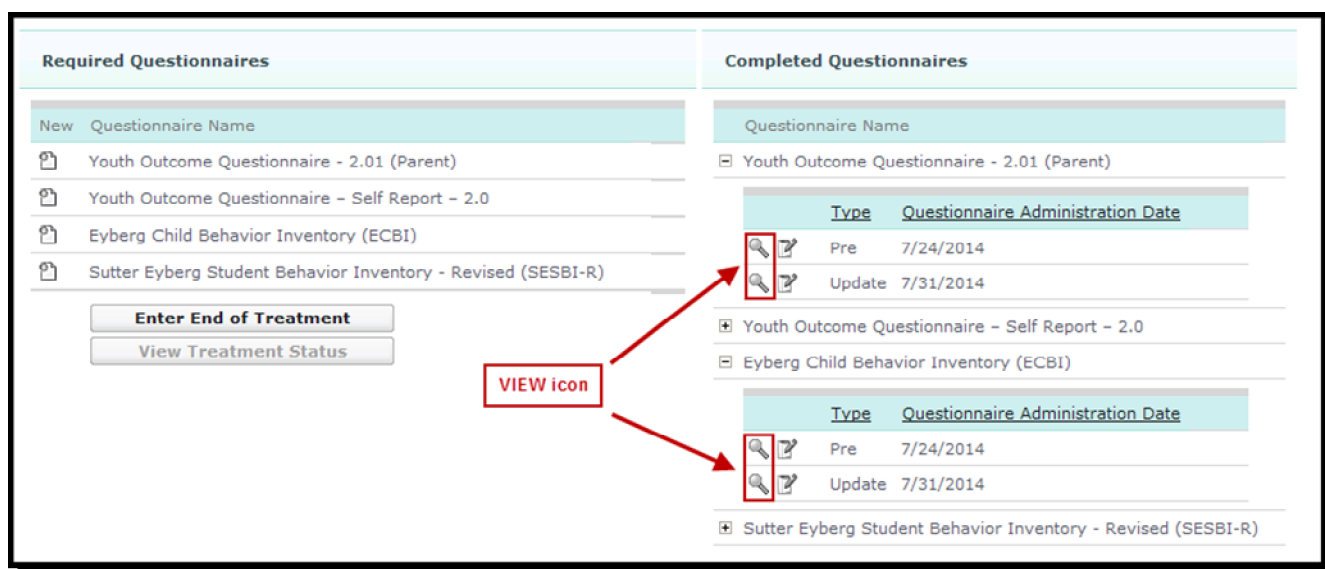 Required Questionnaires
New Questionnaire Name
Youth Outcome Questionnaire - 2.01 (Parent)
Youth Outcome Questionnaire – Self Report – 2.0
Eyberg Child Behavior Inventory (ECBI)
Sutter Eyberg Student Behavior Inventory - Revised (SESBI-R)
Enter End of Treatment
View Treatment Status
VIEW icon
Completed Questionnaires
Questionnaire Name
Youth Outcome Questionnaire - 2.01 (Parent)
Type Questionnaire Administration Date
Pre 7/24/2014
Update 7/31/2014
Youth Outcome Questionnaire – Self Report – 2.0
Eyberg Child Behavior Inventory (ECBI)
Type Questionnaire Administration Date
Pre 7/24/2014
Update 7/31/2014
Sutter Eyberg Student Behavior Inventory - Revised (SESBI-R)